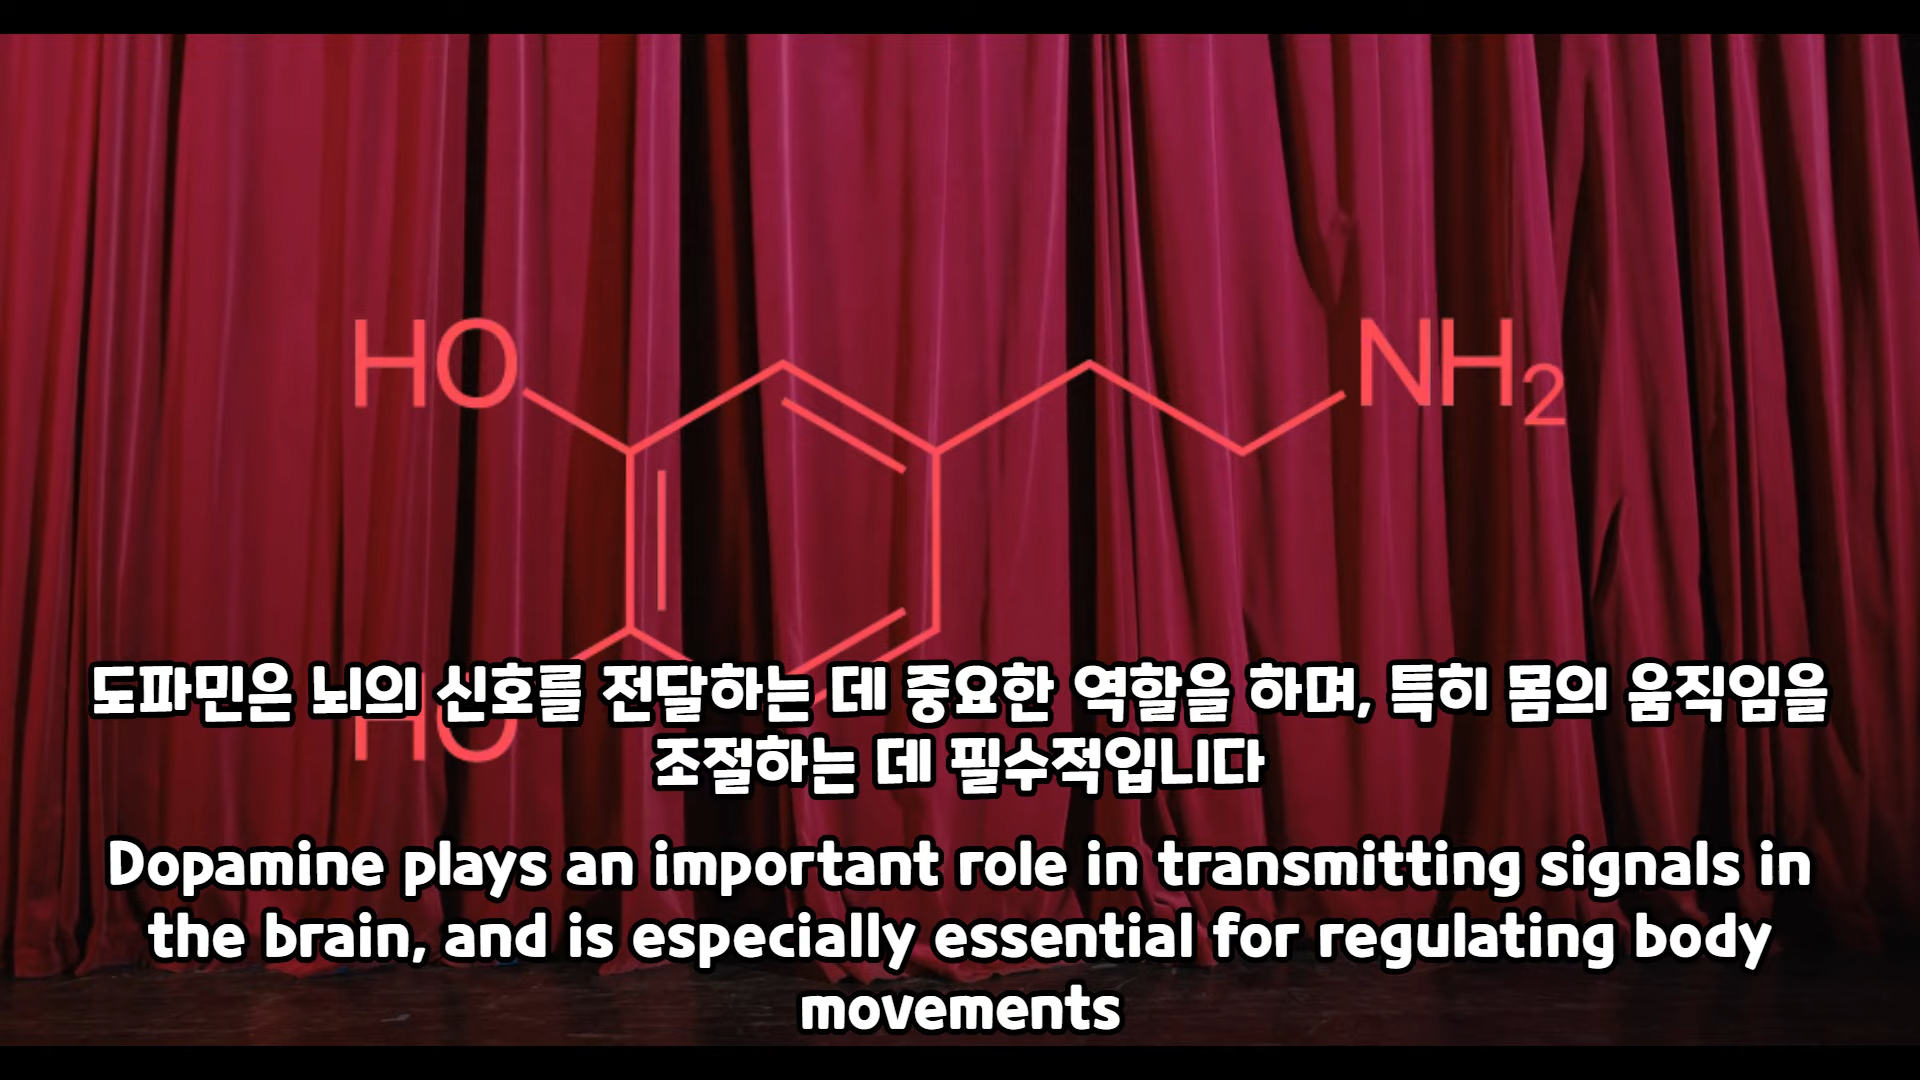 HO
NH2
HO
도파민은 뇌의 신호를 전달하는 데 중요한 역할을 하며, 특히 몸의 움직임을
조절하는 데 필수적입니다
Dopamine plays an important role in transmitting signals in
the brain, and is especially essential for regulating body
movements